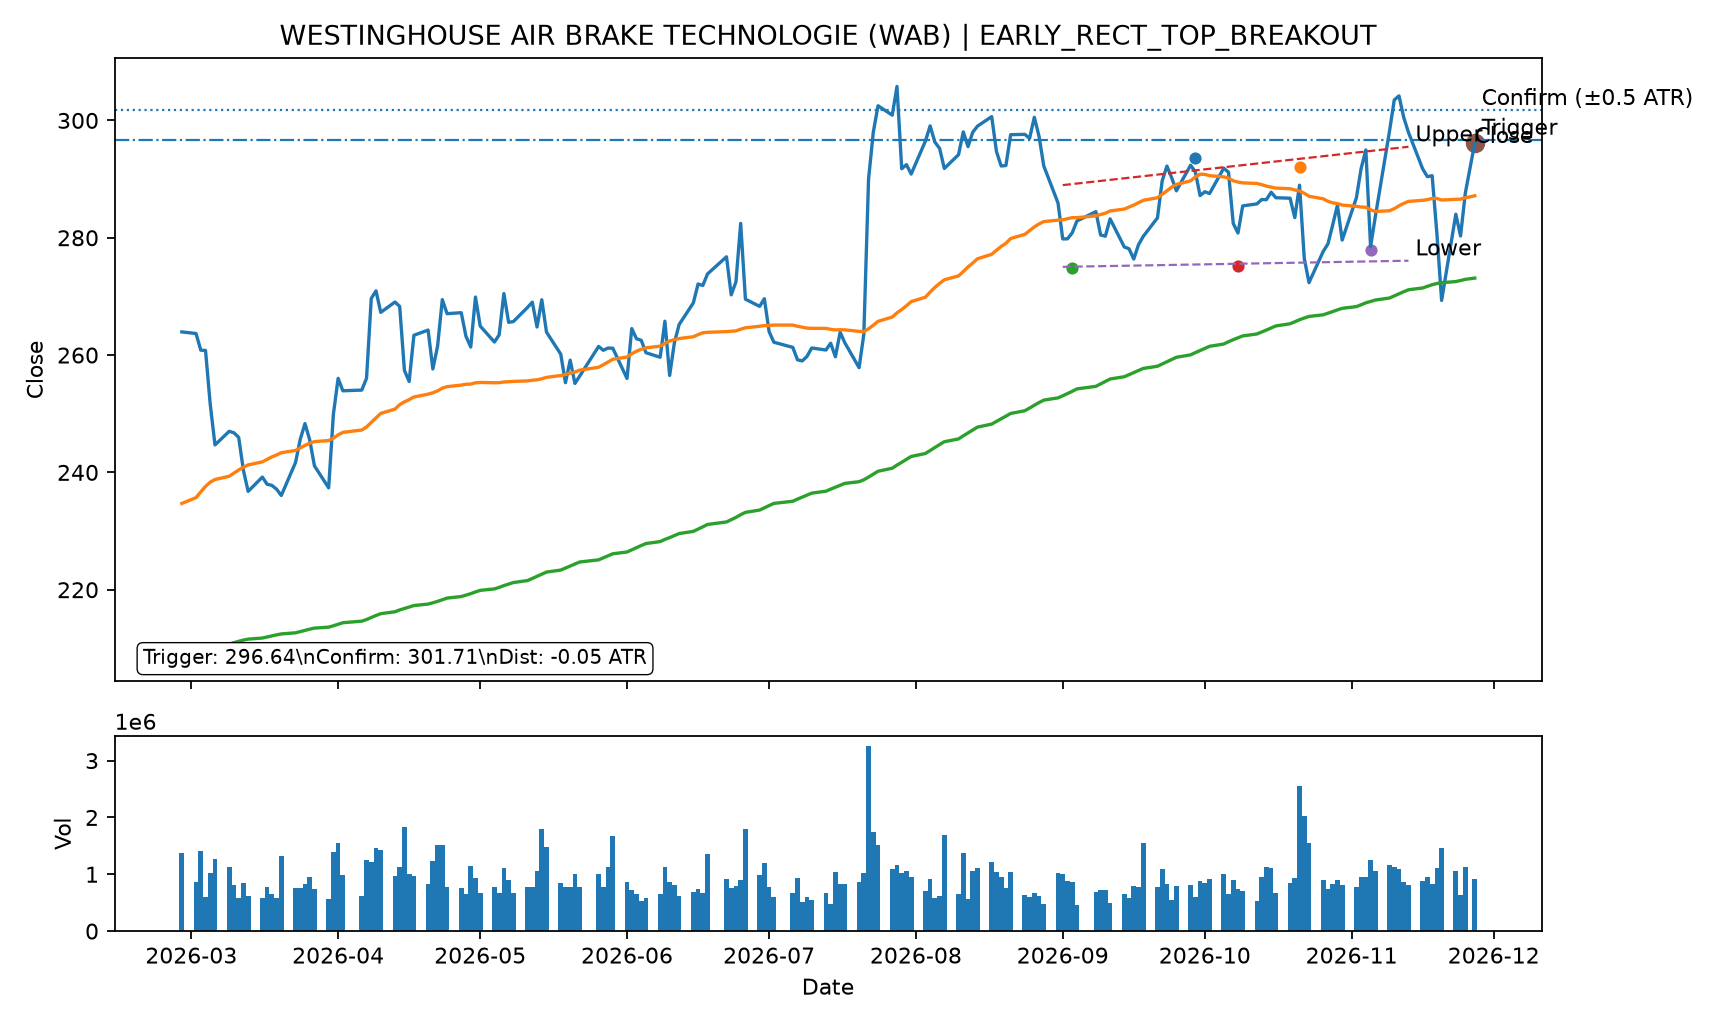 WESTINGHOUSE AIR BRAKE TECHNOLOGIE (WAB) | EARLY_RECT_TOP_BREAKOUT
Confirm (±0.5 ATR)
Trigger
Upper
Close
Lower
300
280
260
240
220
Close
Trigger: 296.64\nConfirm: 301.71\nDist: -0.05 ATR
1e6
3
2
1
0
Vol
2026-03 2026-04 2026-05 2026-06 2026-07 2026-08 2026-09 2026-10 2026-11 2026-12
Date